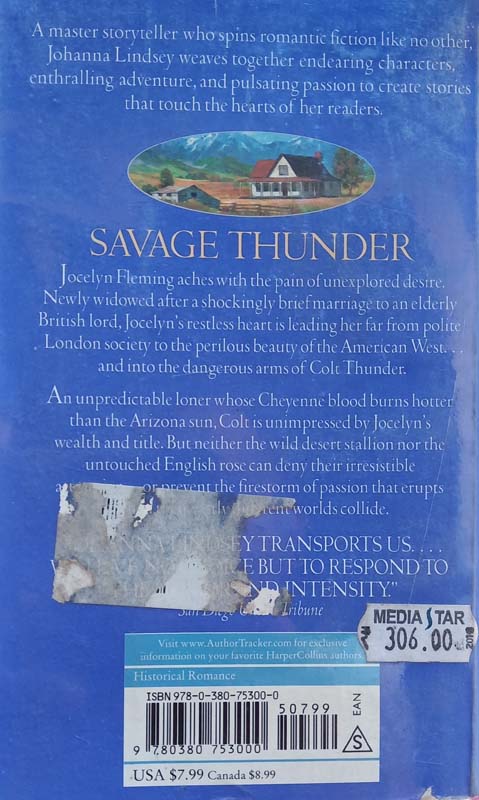 A master storyteller who spins romantic fiction like no other,
Johanna Lindsey weaves together endearing characters,
enthralling adventure, and pulsating passion to create stories
that touch the hearts of her readers.
SAVAGE THUNDER
Jocelyn Fleming aches with the pain of unexplored desire.
Newly widowed after a shockingly brief marriage to an elderly
British lord, Jocelyn's restless heart is leading her far from polite
London society to the perilous beauty of the American West. . .
and into the dangerous arms of Colt Thunder.
An unpredictable loner whose Cheyenne blood burns hotter
than the Arizona sun, Colt is unimpressed by Jocelyn's
wealth and title. But neither the wild desert stallion nor the
untouched English rose can deny their irresistible
or prevent the firestorm of passion that erupts
worlds collide.
LINDSEY TRANSPORTS US. . . .
BUT TO RESPOND TO
INTENSITY."
San Diego Tribune
MEDIA STAR
₹ 306.00
2018
Visit www.AuthorTracker.com for exclusive
information on your favorite HarperCollins authors.
Historical Romance
ISBN 978-0-380-75300-0
50799
EAN
S
9 780380 753000
USA $7.99 Canada $8.99